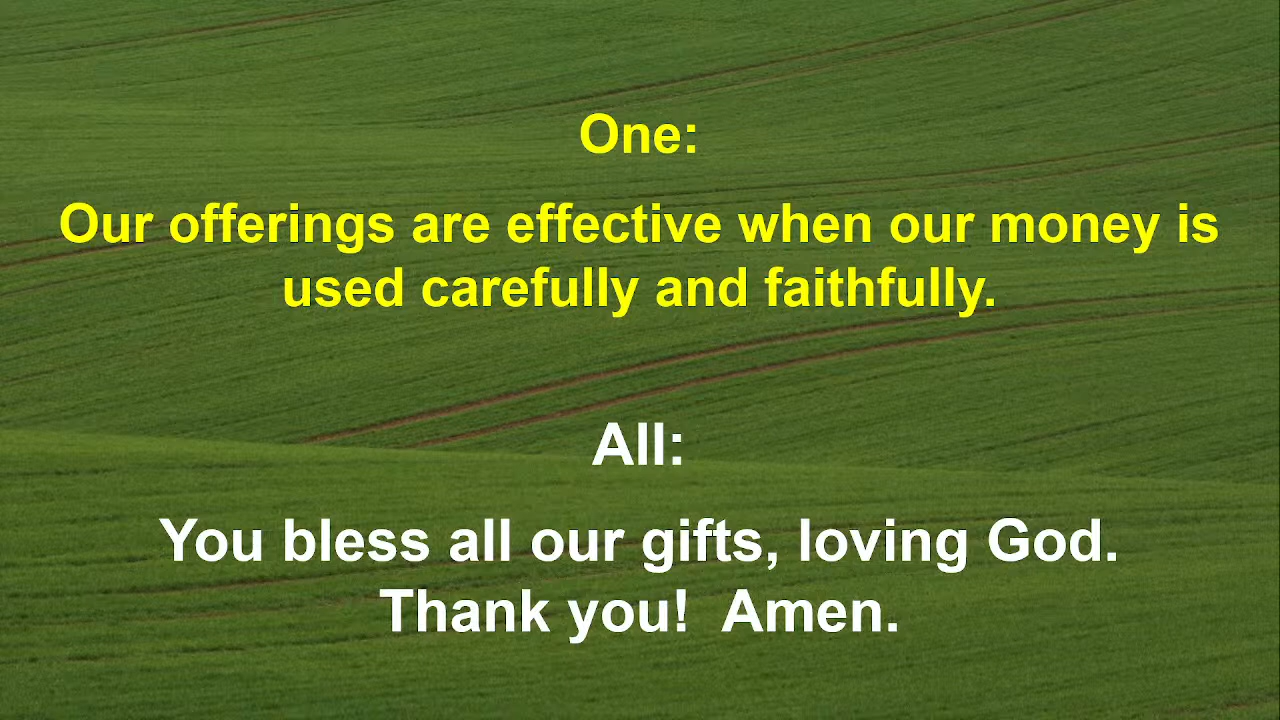 One:
Our offerings are effective when our money is
used carefully and faithfully.
All:
You bless all our gifts, loving God.
Thank you!  Amen.